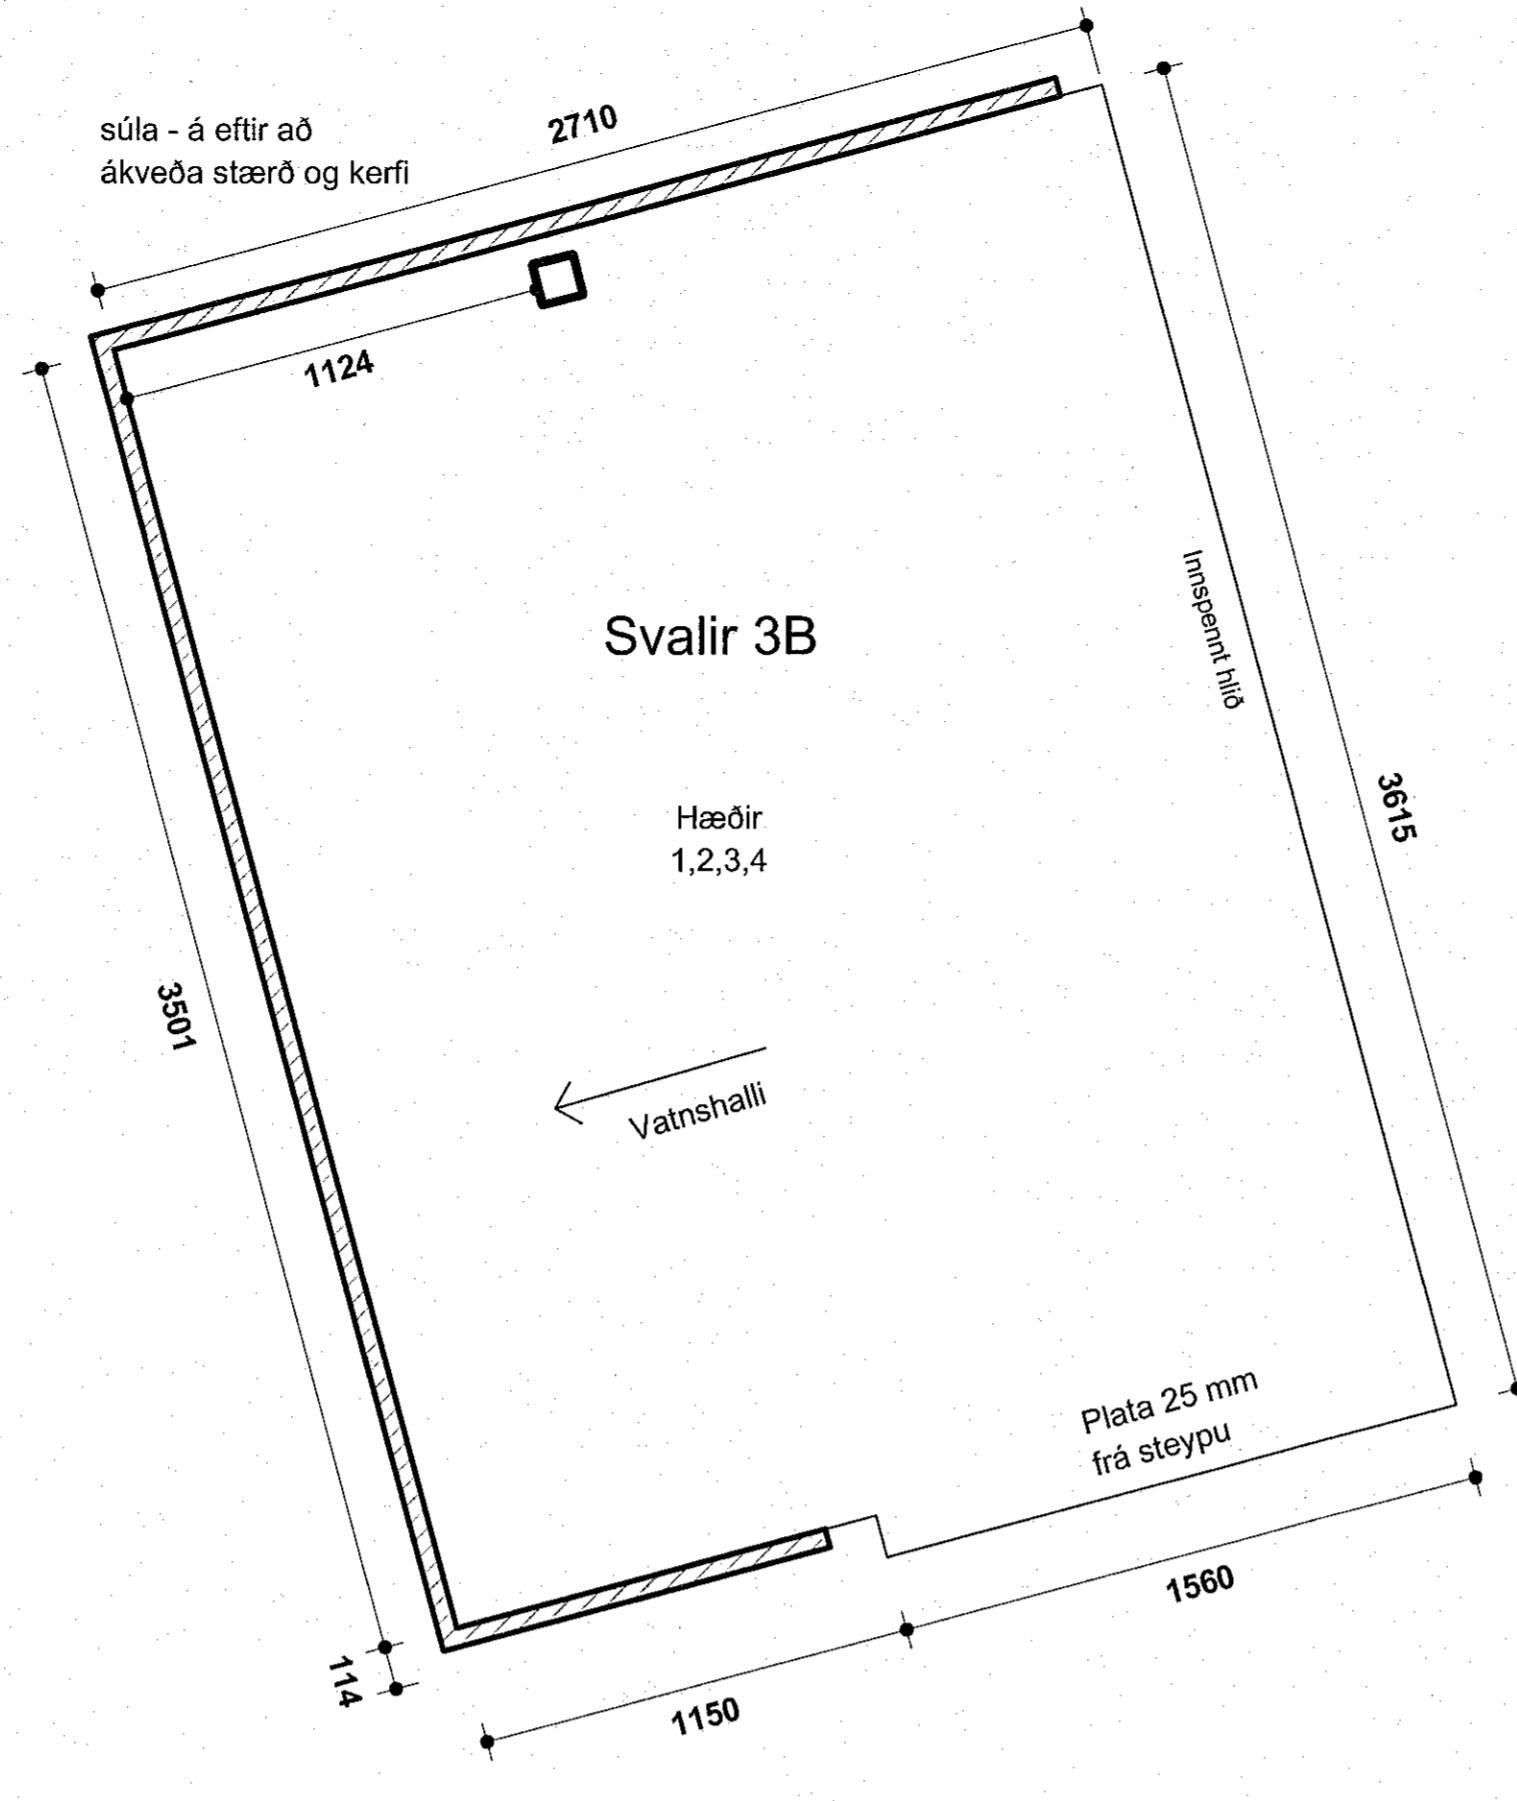 2710
súla - á eftir að
ákveða stærð og kerfi
1124
Innspennt hlið
Svalir 3B
3615
Hæðir
1,2,3,4
3501
Vatnshalli
Plata 25 mm
frá steypu
1560
114
1150